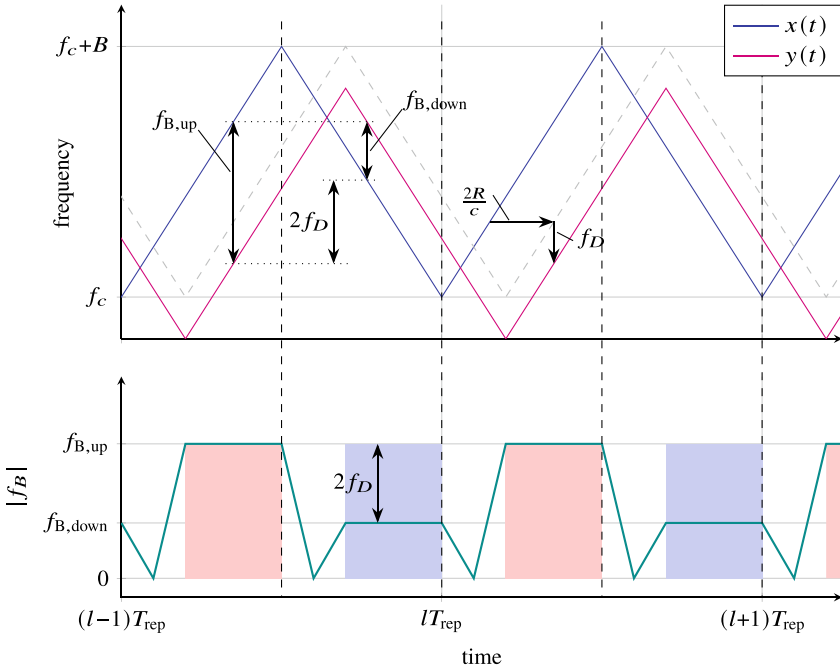 x(t)
y(t)
f_c+B
f_B,up
f_B,down
2R/c
2f_D
f_D
f_c
frequency
f_B,up
2f_D
f_B,down
0
|f_B|
(l−1)T_rep
lT_rep
(l+1)T_rep
time